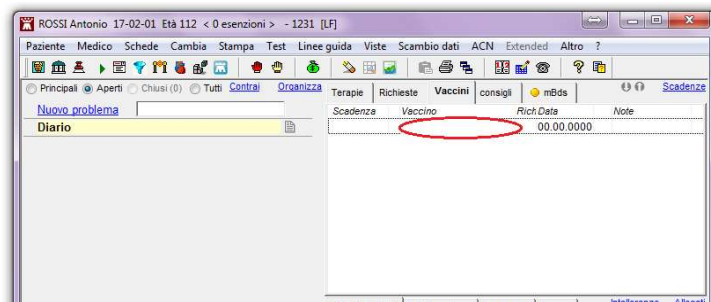 ROSSI Antonio 17-02-01 Età 112 < 0 esenzioni > - 1231 [LF]
Paziente Medico Schede Cambia Stampa Test Linee guida Viste Scambio dati ACN Extended Altro ?
Principali Aperti Chiusi (0) Tutti Contrai Organizza
Terapie Richieste Vaccini consigli mBds Scadenze
Nuovo problema
Scadenza Vaccino Rich Data Note
Diario
00.00.0000